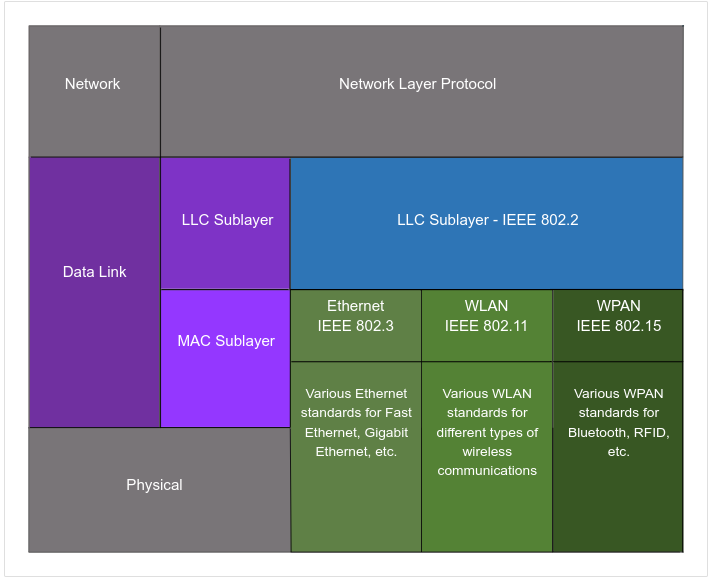 Network
Network Layer Protocol
Data Link
LLC Sublayer
LLC Sublayer - IEEE 802.2
MAC Sublayer
Ethernet
IEEE 802.3
WLAN
IEEE 802.11
WPAN
IEEE 802.15
Various Ethernet
standards for Fast
Ethernet, Gigabit
Ethernet, etc.
Various WLAN
standards for
different types of
wireless
communications
Various WPAN
standards for
Bluetooth, RFID,
etc.
Physical